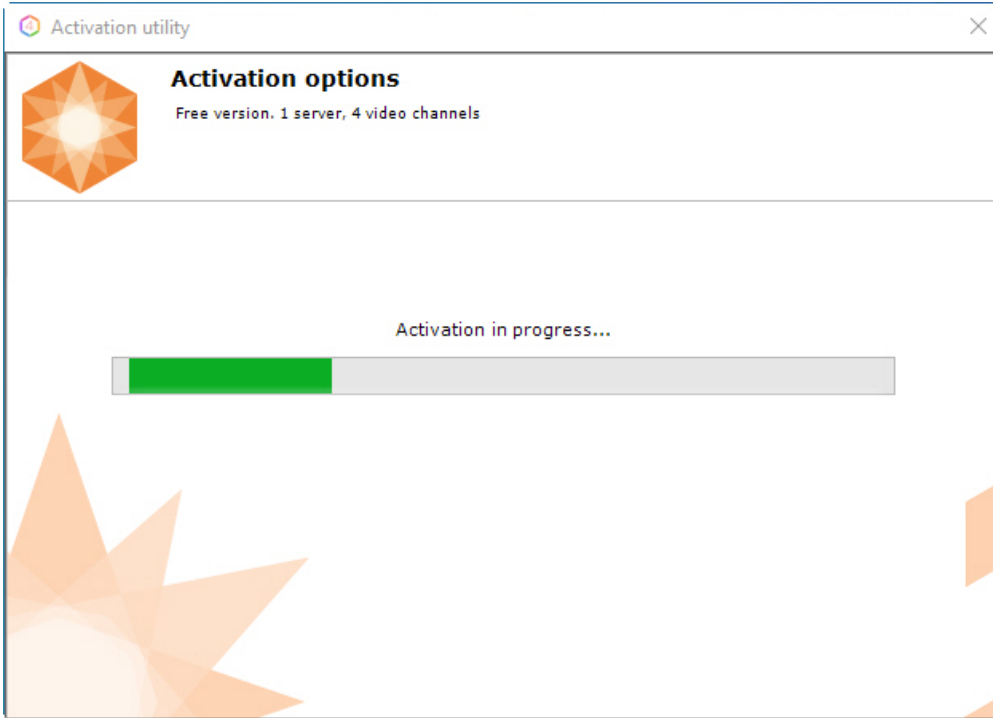 Activation utility
Activation options
Free version. 1 server, 4 video channels
Activation in progress...